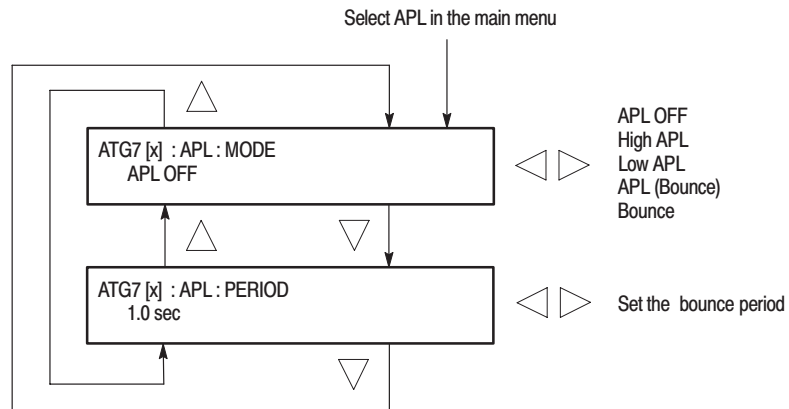 Select APL in the main menu
ATG7 [x] : APL : MODE
APL OFF
APL OFF
High APL
Low APL
APL (Bounce)
Bounce
ATG7 [x] : APL : PERIOD
1.0 sec
Set the bounce period